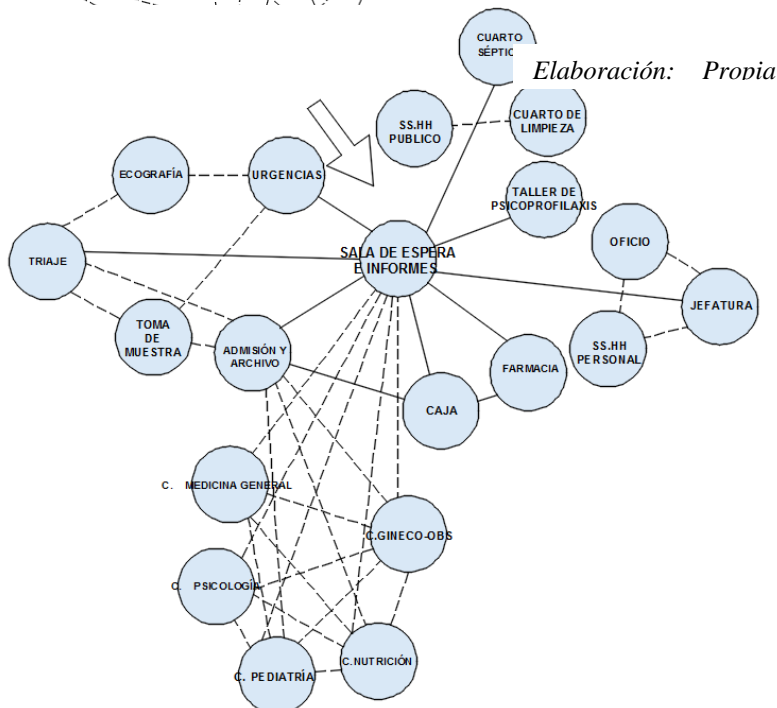 CUARTO
SÉPTICO
Elaboración: Propia
SS.HH
PUBLICO
CUARTO DE
LIMPIEZA
ECOGRAFÍA
URGENCIAS
TALLER DE
PSICOPROFILAXIS
OFICIO
TRIAJE
SALA DE ESPERA
E INFORMES
JEFATURA
TOMA
DE
MUESTRA
ADMISIÓN Y
ARCHIVO
SS.HH
PERSONAL
FARMACIA
CAJA
C. MEDICINA GENERAL
C.GINECO-OBS
C. PSICOLOGÍA
C. PEDIATRÍA
C.NUTRICIÓN